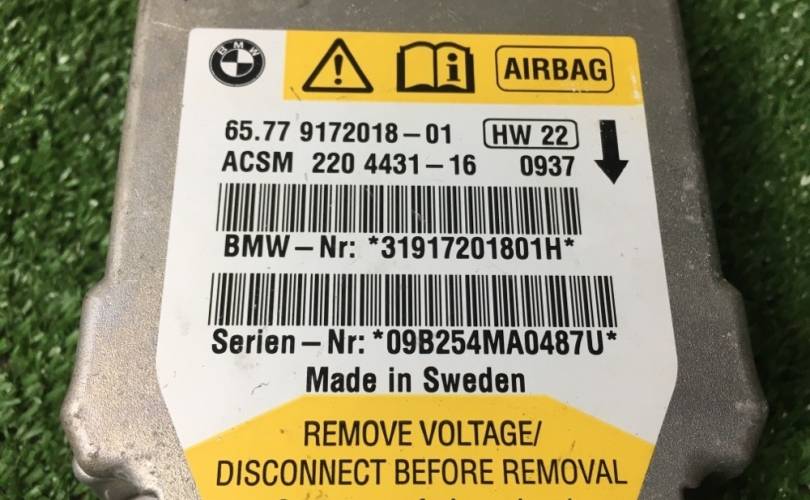 BMW
AIRBAG
65.77 9172018-01 HW 22
ACSM 220 4431-16 0937
BMW-Nr: *31917201801H*
Serien-Nr: *09B254MA0487U*
Made in Sweden
REMOVE VOLTAGE/
DISCONNECT BEFORE REMOVAL